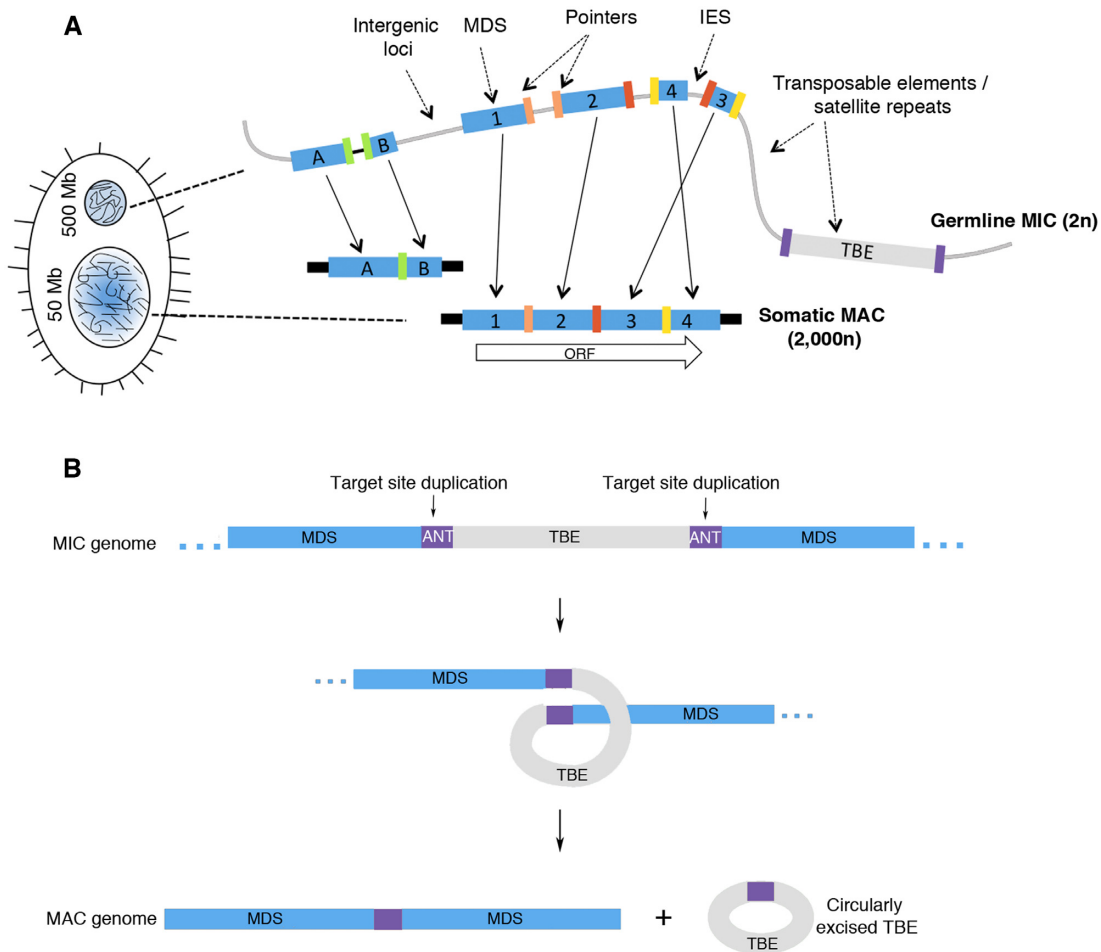 A
Intergenic
loci
MDS
Pointers
IES
Transposable elements /
satellite repeats
A
B
1
2
4
3
500 Mb
50 Mb
TBE
Germline MIC (2n)
A
B
1
2
3
4
Somatic MAC
(2,000n)
ORF
B
Target site duplication
Target site duplication
MIC genome
MDS
ANT
TBE
ANT
MDS
MDS
MDS
TBE
MAC genome
MDS
MDS
+
TBE
Circularly
excised TBE